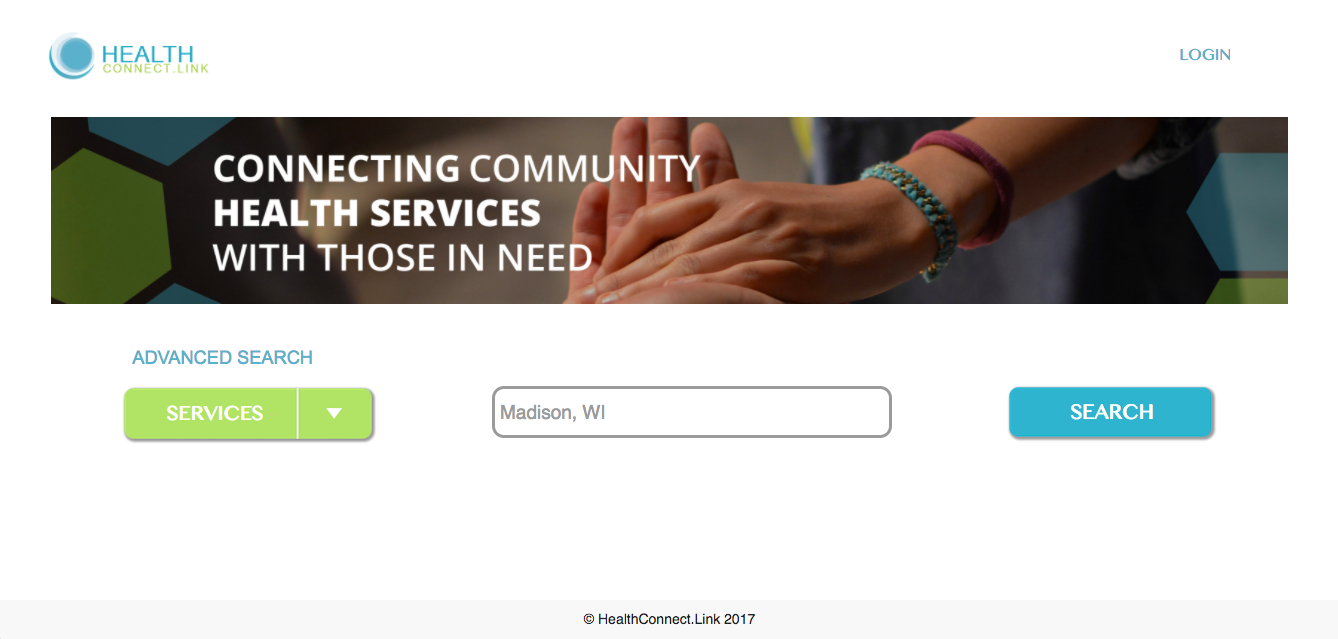 HEALTH
CONNECT.LINK
LOGIN
CONNECTING COMMUNITY
HEALTH SERVICES
WITH THOSE IN NEED
ADVANCED SEARCH
SERVICES
Madison, WI
SEARCH
© HealthConnect.Link 2017